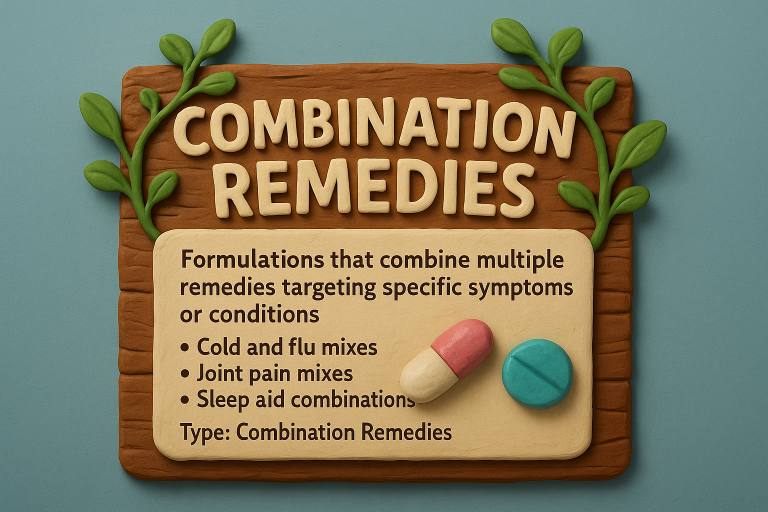 COMBINATION
REMEDIES
Formulations that combine multiple
remedies targeting specific symptoms
or conditions
• Cold and flu mixes
• Joint pain mixes
• Sleep aid combinations
Type: Combination Remedies